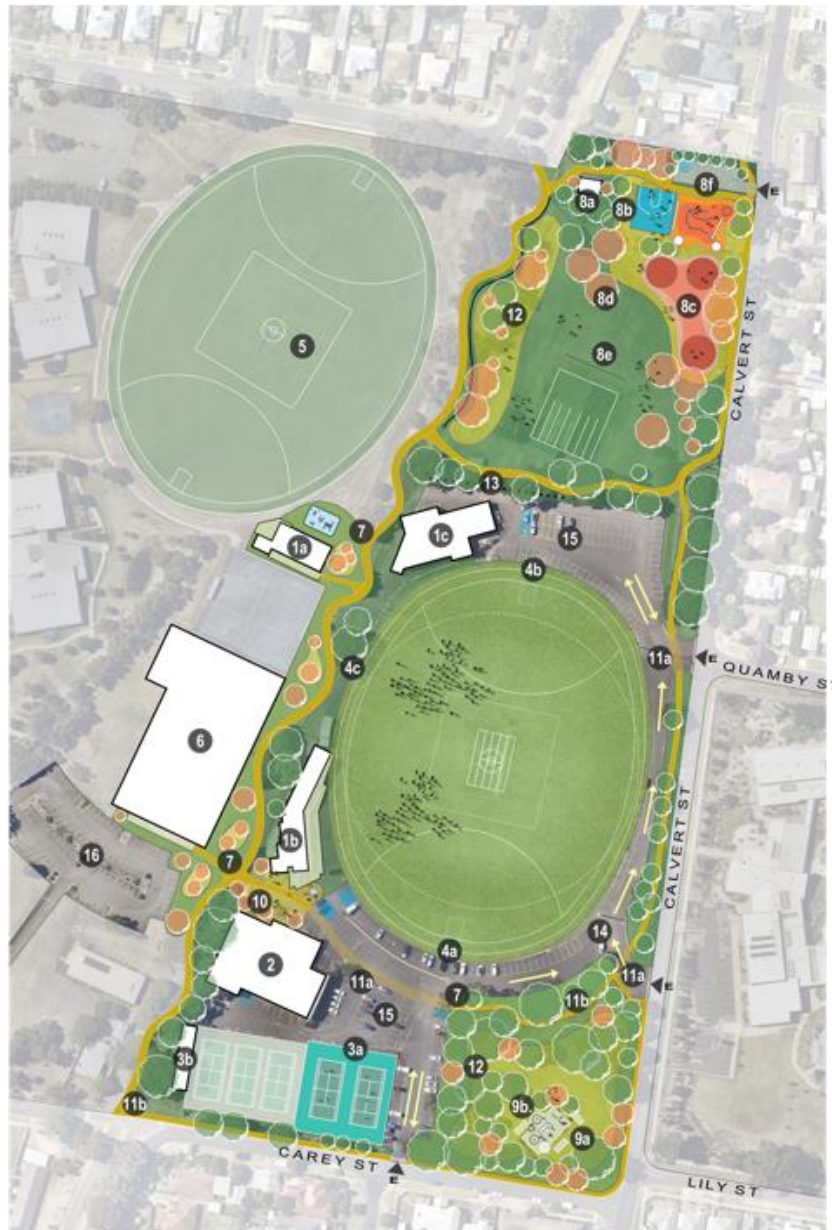 8f
E
8a
8b
8c
8d
12
8e
5
CALVERT ST
13
1c
15
7
1a
4b
4c
11a
E
QUAMBY ST
6
CALVERT ST
1b
16
7
10
14
4a
2
11a
11a
E
7
11b
15
3a
3b
12
9b.
9a
11b
CAREY ST
E
LILY ST